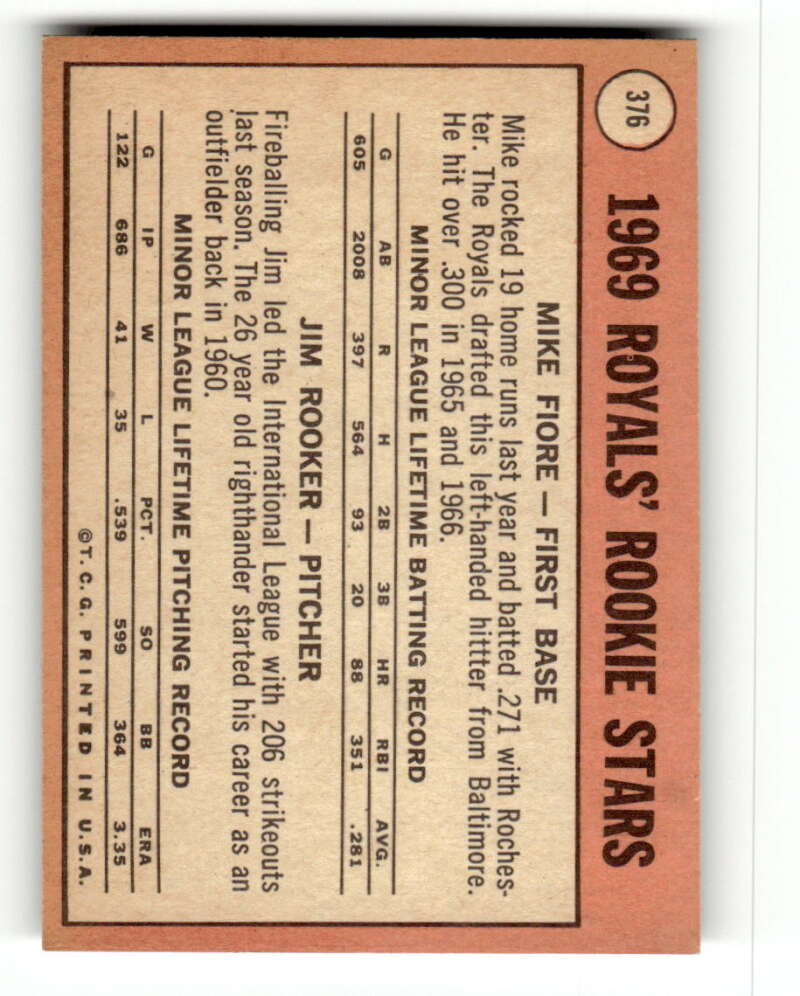 376
1969 ROYALS' ROOKIE STARS
MIKE FIORE — FIRST BASE
Mike rocked 19 home runs last year and batted .271 with Roches-
ter. The Royals drafted this left-handed hittter from Baltimore.
He hit over .300 in 1965 and 1966.
MINOR LEAGUE LIFETIME BATTING RECORD
G AB R H 2B 3B HR RBI AVG.
605 2008 397 564 93 20 88 351 .281
JIM ROOKER — PITCHER
Fireballing Jim led the International League with 206 strikeouts
last season. The 26 year old righthander started his career as an
outfielder back in 1960.
MINOR LEAGUE LIFETIME PITCHING RECORD
G IP W L PCT. SO BB ERA
122 686 41 35 .539 599 364 3.35
©T.C.G. PRINTED IN U.S.A.